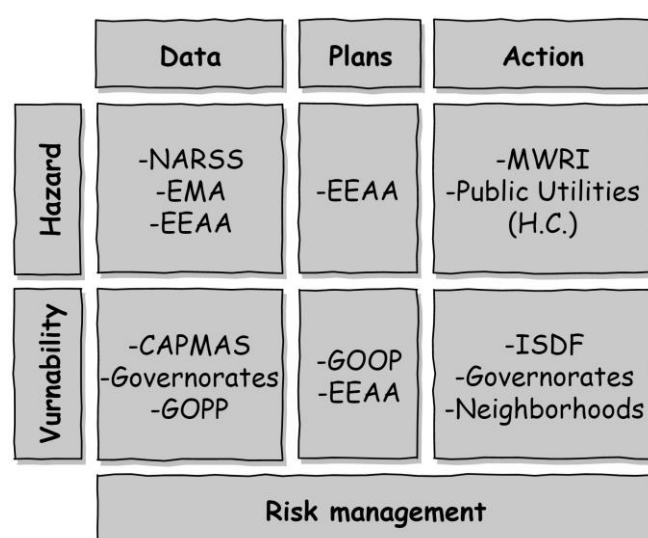 Data
Plans
Action
Hazard
-NARSS
-EMA
-EEAA
-EEAA
-MWRI
-Public Utilities
(H.C.)
Vurnability
-CAPMAS
-Governorates
-GOPP
-GOOP
-EEAA
-ISDF
-Governorates
-Neighborhoods
Risk management